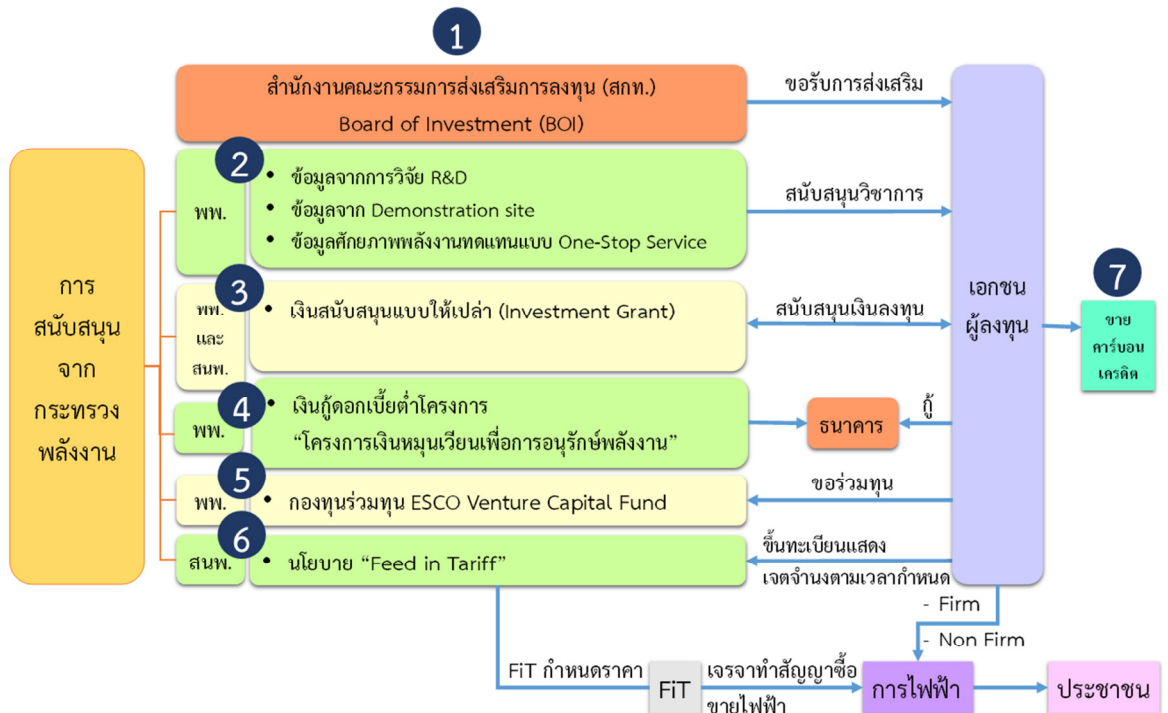 1
สำนักงานคณะกรรมการส่งเสริมการลงทุน (สกท.)
Board of Investment (BOI)
ขอรับการส่งเสริม
การ
สนับสนุน
จาก
กระทรวง
พลังงาน
2
พพ.
• ข้อมูลจากการวิจัย R&D
• ข้อมูลจาก Demonstration site
• ข้อมูลศักยภาพพลังงานทดแทนแบบ One-Stop Service
สนับสนุนวิชาการ
3
พพ.
และ
สนพ.
• เงินสนับสนุนแบบให้เปล่า (Investment Grant)
สนับสนุนเงินลงทุน
4
พพ.
• เงินกู้ดอกเบี้ยต่ำโครงการ
“โครงการเงินหมุนเวียนเพื่อการอนุรักษ์พลังงาน”
ธนาคาร
กู้
5
พพ.
• กองทุนร่วมทุน ESCO Venture Capital Fund
ขอร่วมทุน
6
สนพ.
• นโยบาย “Feed in Tariff”
ขึ้นทะเบียนแสดง
เจตจำนงตามเวลากำหนด
เอกชน
ผู้ลงทุน
7
ขาย
คาร์บอน
เครดิต
- Firm
- Non Firm
FiT กำหนดราคา
FiT
เจรจาทำสัญญาซื้อ
ขายไฟฟ้า
การไฟฟ้า
ประชาชน